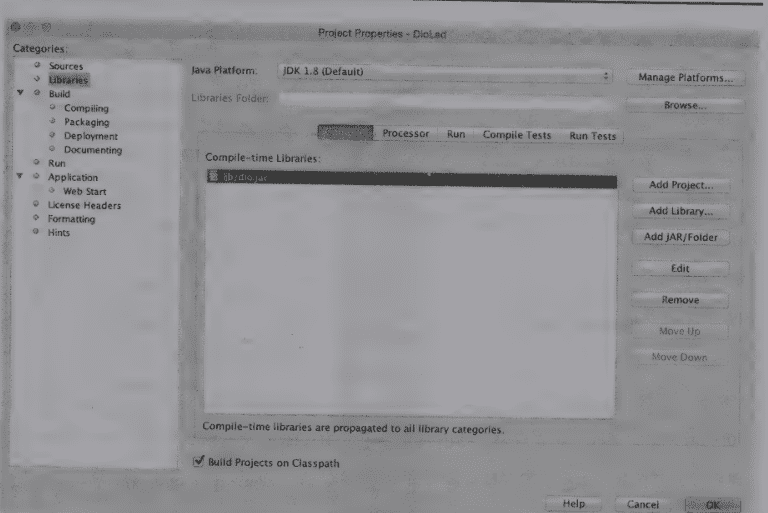 Project Properties - DioLed
Categories:
Sources
Libraries
Build
Compiling
Packaging
Deployment
Documenting
Run
Application
Web Start
License Headers
Formatting
Hints
Java Platform: JDK 1.8 (Default)
Manage Platforms...
Libraries Folder:
Browse...
Processor Run Compile Tests Run Tests
Compile-time Libraries:
lib/dio.jar
Add Project...
Add Library...
Add JAR/Folder
Edit
Remove
Move Up
Move Down
Compile-time libraries are propagated to all library categories.
Build Projects on Classpath
Help Cancel OK